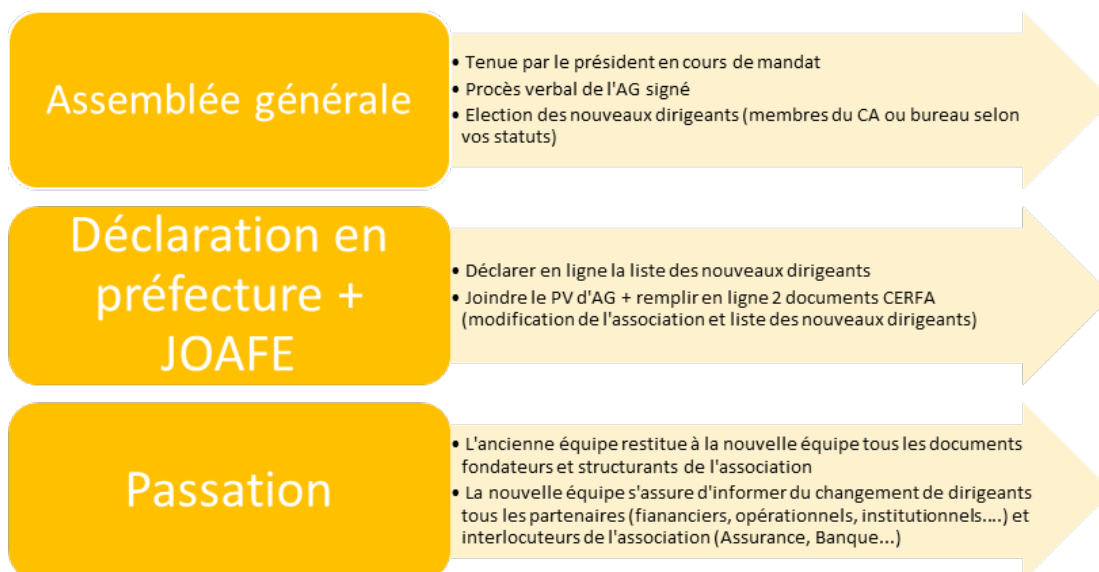 Assemblée générale
• Tenue par le président en cours de mandat
• Procès verbal de l'AG signé
• Election des nouveaux dirigeants (membres du CA ou bureau selon
vos statuts)
Déclaration en
préfecture +
JOAFE
• Déclarer en ligne la liste des nouveaux dirigeants
• Joindre le PV d'AG + remplir en ligne 2 documents CERFA
(modification de l'association et liste des nouveaux dirigeants)
Passation
• L'ancienne équipe restitue à la nouvelle équipe tous les documents
fondateurs et structurants de l'association
• La nouvelle équipe s'assure d'informer du changement de dirigeants
tous les partenaires (fiananciers, opérationnels, institutionnels....) et
interlocuteurs de l'association (Assurance, Banque...)